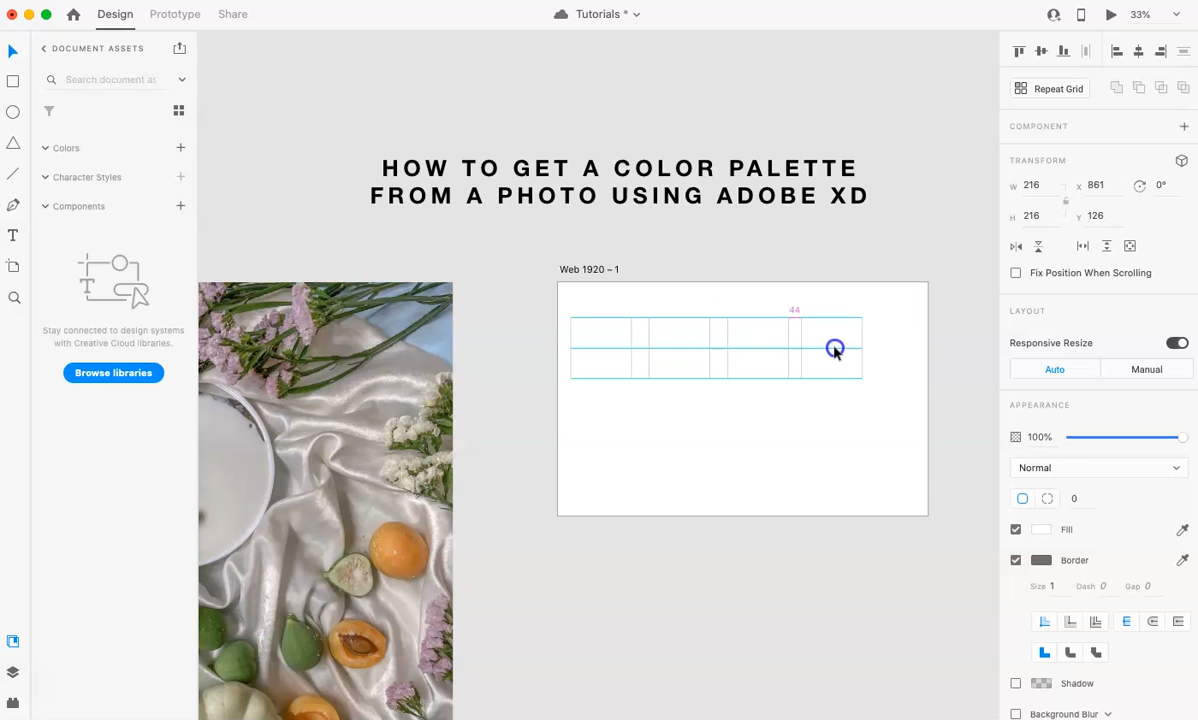 Design
Prototype
Share
Tutorials *
33%
DOCUMENT ASSETS
Search document as
Colors
Character Styles
Components
Stay connected to design systems
with Creative Cloud libraries.
Browse libraries
HOW TO GET A COLOR PALETTE
FROM A PHOTO USING ADOBE XD
Web 1920 – 1
44
Repeat Grid
COMPONENT
TRANSFORM
W 216 X 861 0°
H 216 Y 126
Fix Position When Scrolling
LAYOUT
Responsive Resize
Auto Manual
APPEARANCE
100%
Normal
0
Fill
Border
Size 1 Dash 0 Gap 0
Shadow
Background Blur